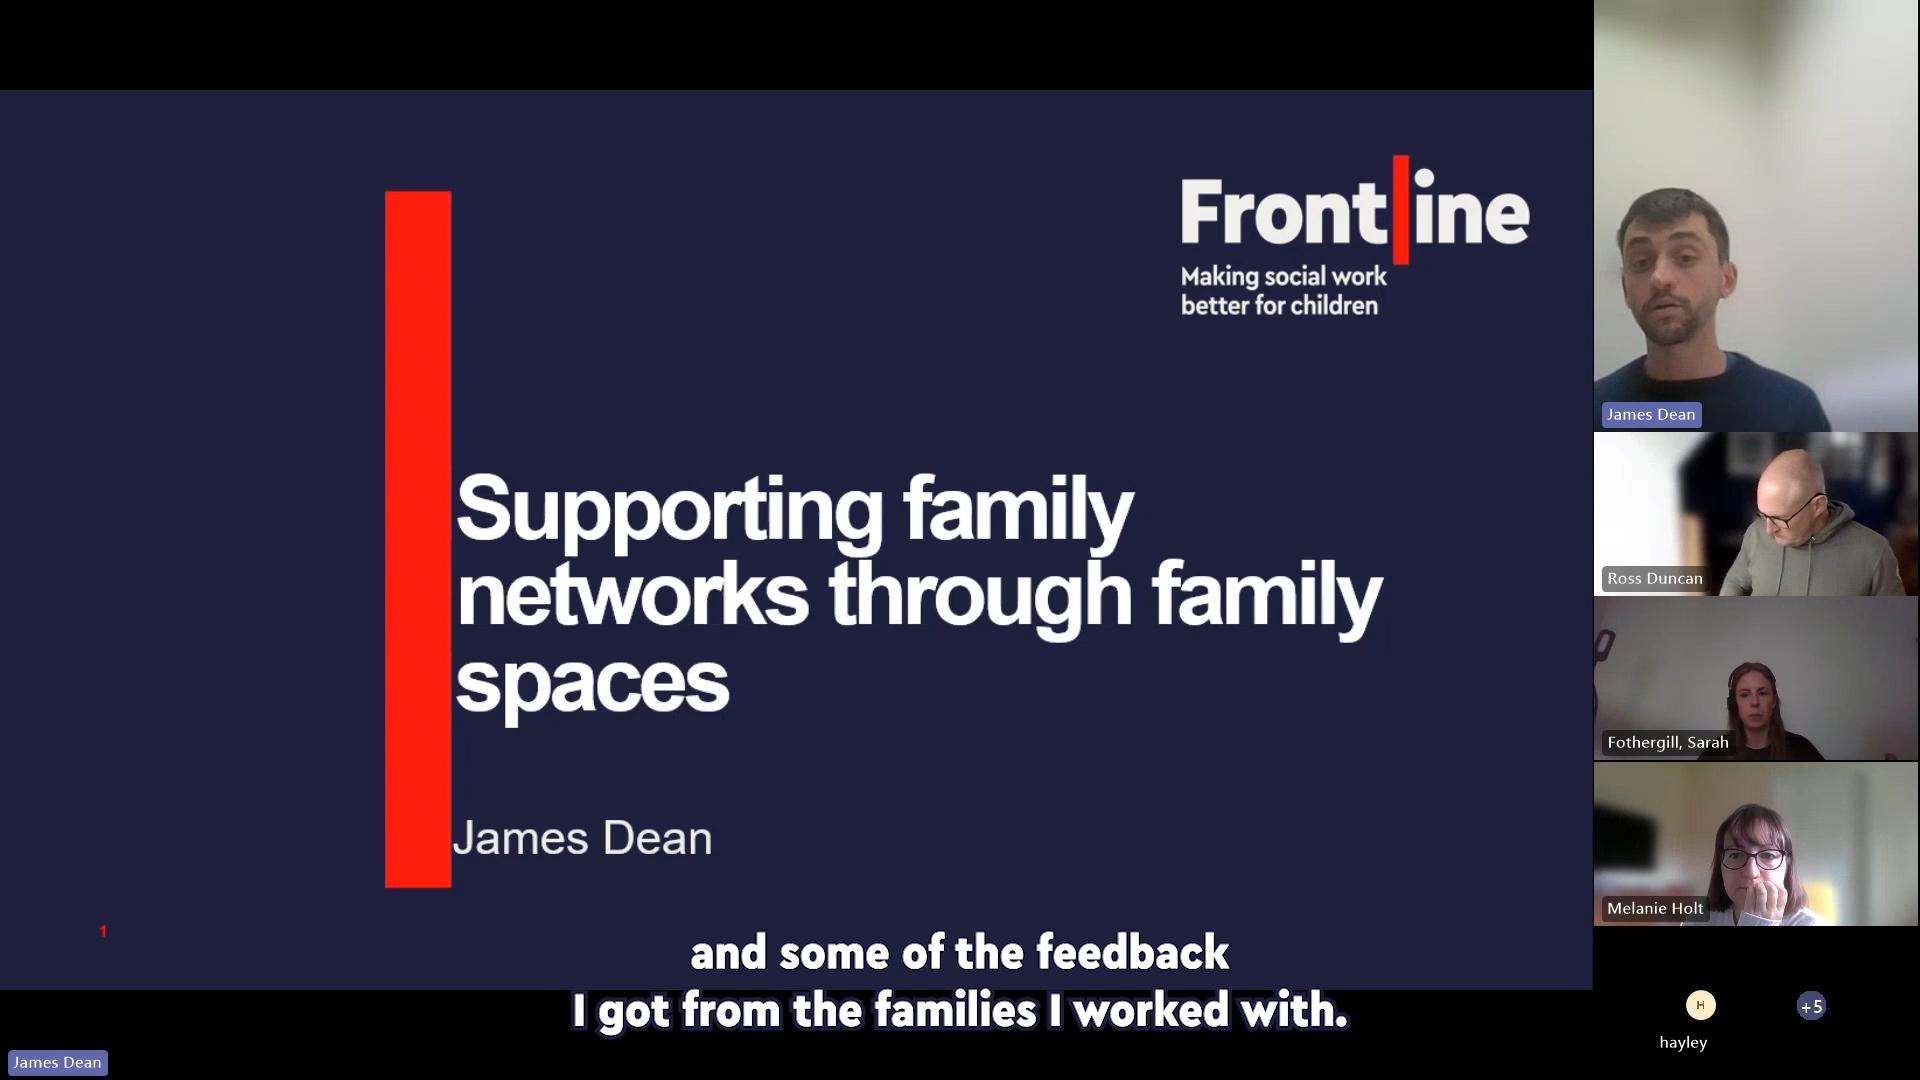 Frontline
Making social work
better for children
Supporting family
networks through family
spaces
James Dean
1
and some of the feedback
I got from the families I worked with.
James Dean
James Dean
Ross Duncan
Fothergill, Sarah
Melanie Holt
H
+5
hayley